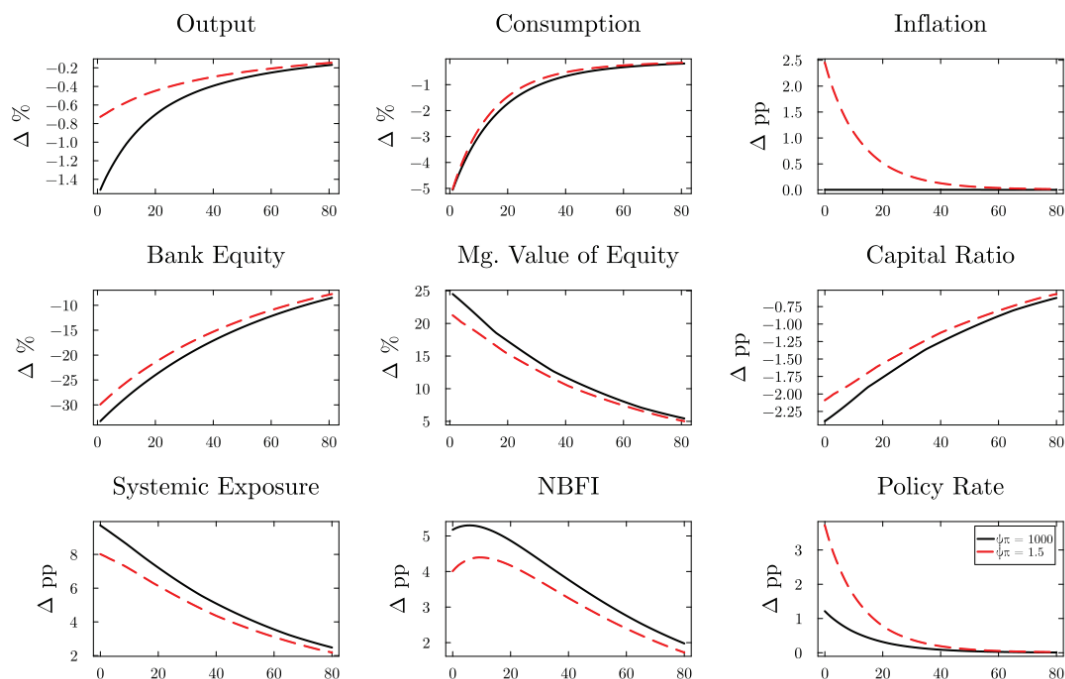 Output
Consumption
Inflation
Δ %
−0.2
−0.4
−0.6
−0.8
−1.0
−1.2
−1.4
0 20 40 60 80
Δ %
−1
−2
−3
−4
−5
0 20 40 60 80
Δ pp
2.5
2.0
1.5
1.0
0.5
0.0
0 20 40 60 80
Bank Equity
Mg. Value of Equity
Capital Ratio
Δ %
−10
−15
−20
−25
−30
0 20 40 60 80
Δ %
25
20
15
10
5
0 20 40 60 80
Δ pp
−0.75
−1.00
−1.25
−1.50
−1.75
−2.00
−2.25
0 20 40 60 80
Systemic Exposure
NBFI
Policy Rate
Δ pp
8
6
4
2
0 20 40 60 80
Δ pp
5
4
3
2
0 20 40 60 80
Δ pp
3
2
1
0
0 20 40 60 80
ψπ = 1000
ψπ = 1.5